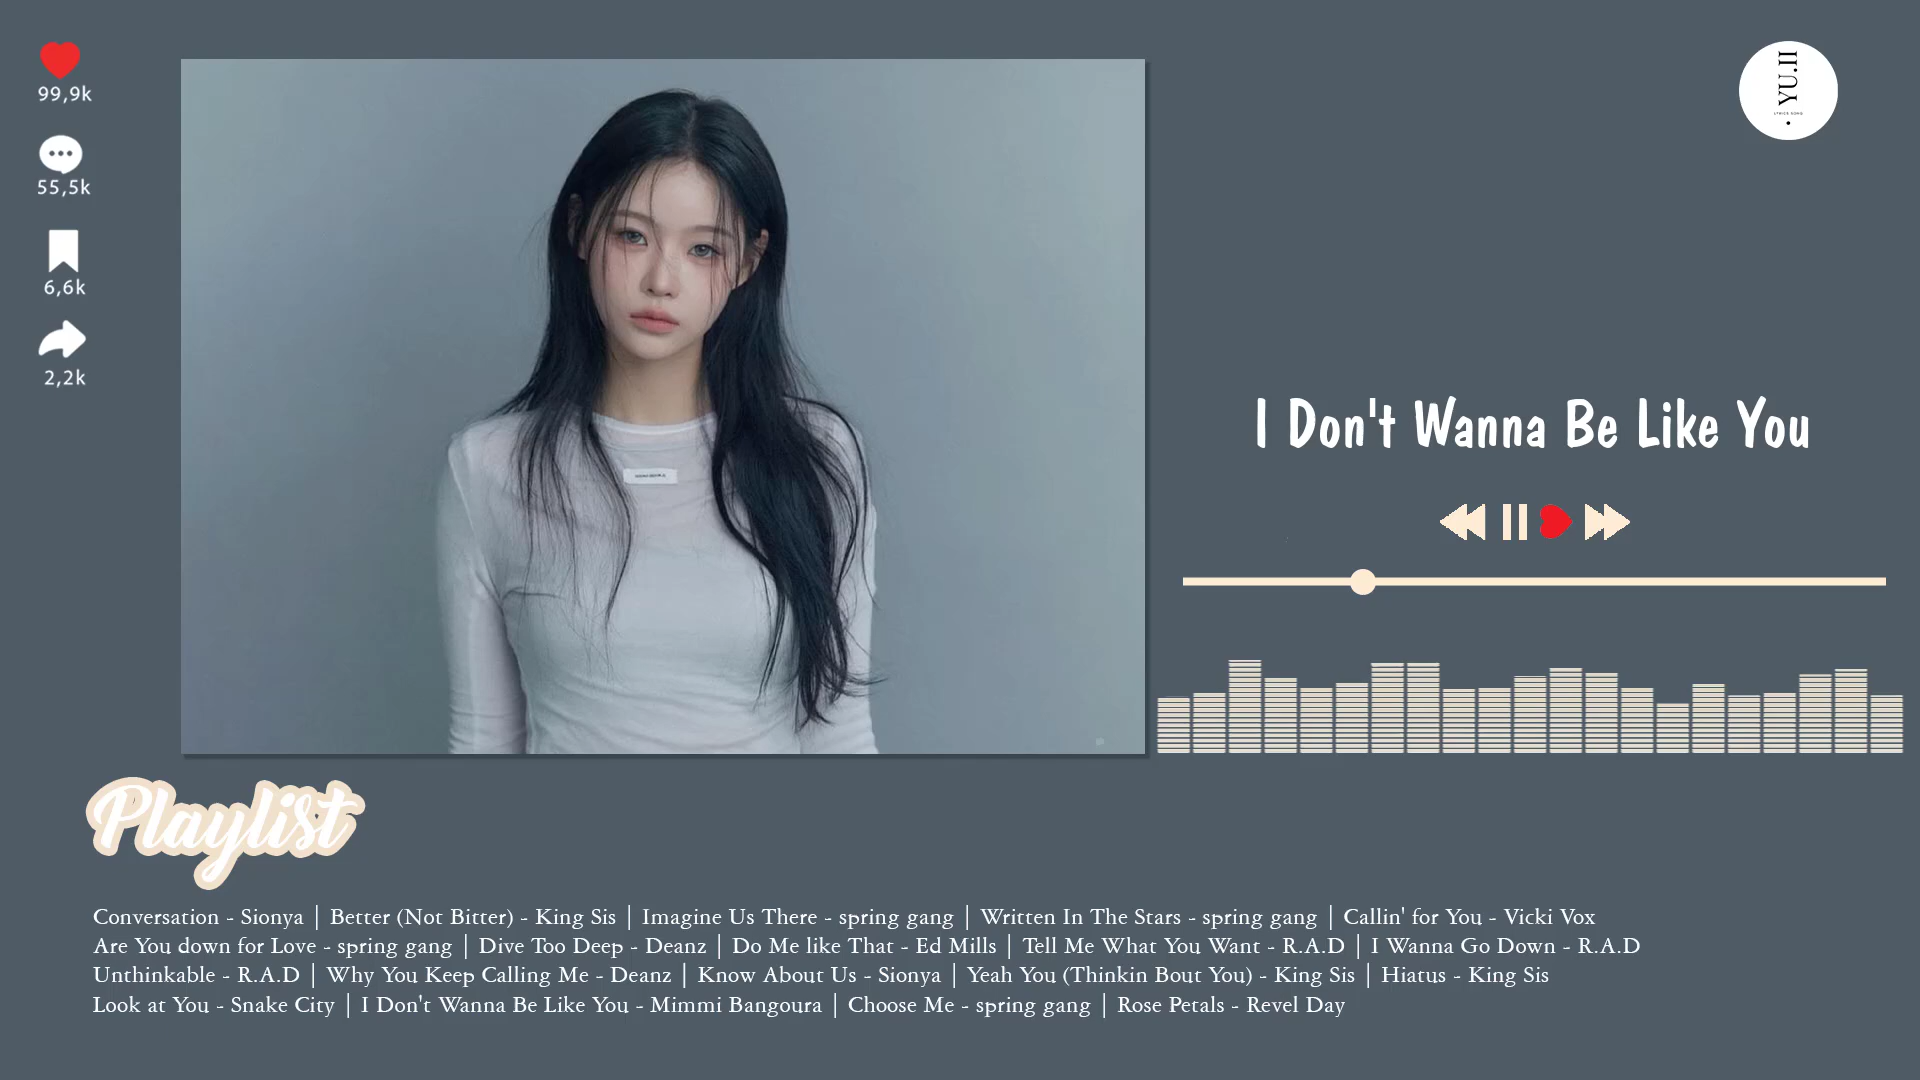 99,9k
55,5k
6,6k
2,2k
YU.II
I Don't Wanna Be Like You
Playlist
Conversation - Sionya | Better (Not Bitter) - King Sis | Imagine Us There - spring gang | Written In The Stars - spring gang | Callin' for You - Vicki Vox
Are You down for Love - spring gang | Dive Too Deep - Deanz | Do Me like That - Ed Mills | Tell Me What You Want - R.A.D | I Wanna Go Down - R.A.D
Unthinkable - R.A.D | Why You Keep Calling Me - Deanz | Know About Us - Sionya | Yeah You (Thinkin Bout You) - King Sis | Hiatus - King Sis
Look at You - Snake City | I Don't Wanna Be Like You - Mimmi Bangoura | Choose Me - spring gang | Rose Petals - Revel Day